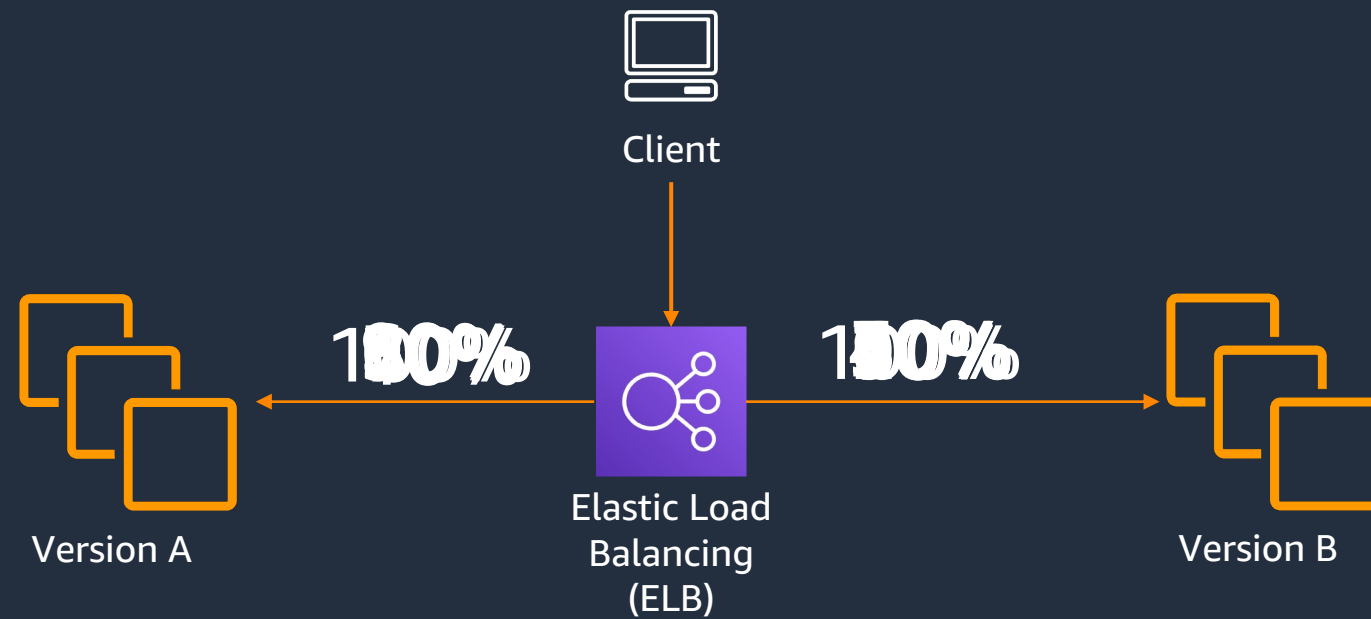 Client
Version A
Elastic Load
Balancing
(ELB)
Version B